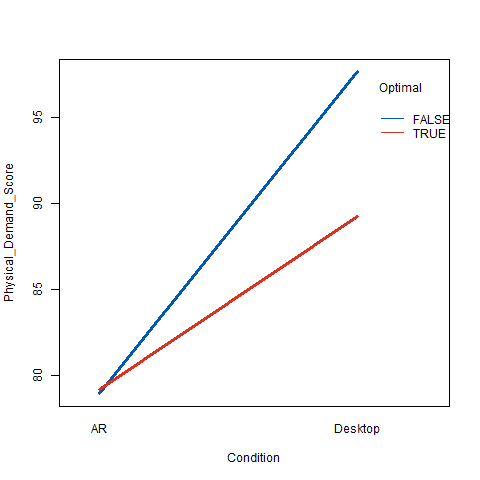 Optimal
FALSE
TRUE
Physical_Demand_Score
95
90
85
80
AR
Desktop
Condition